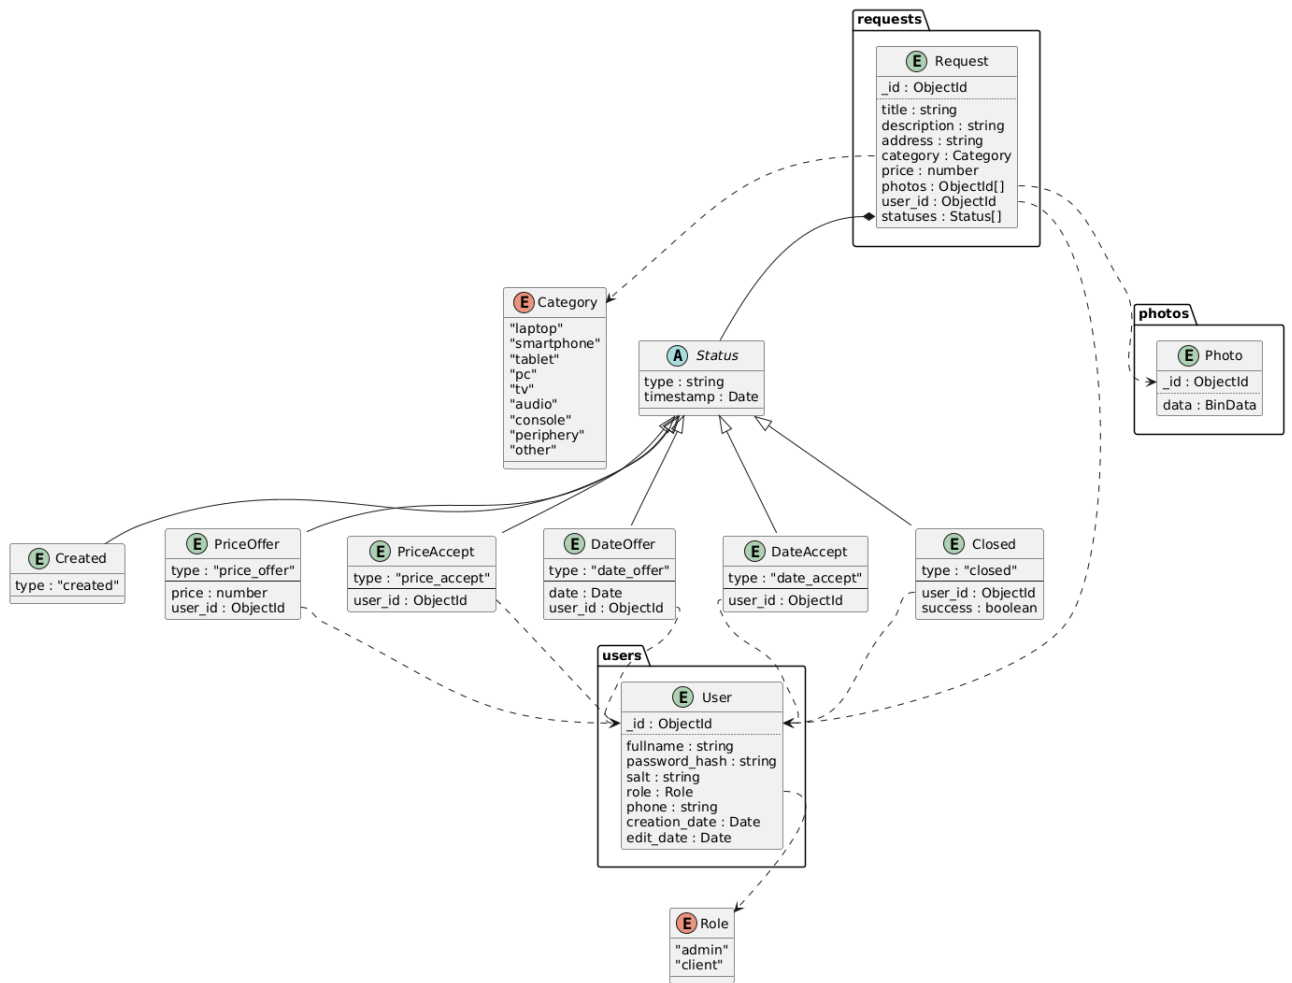 requests
E Request
_id : ObjectId
title : string
description : string
address : string
category : Category
price : number
photos : ObjectId[]
user_id : ObjectId
statuses : Status[]
E Category
"laptop"
"smartphone"
"tablet"
"pc"
"tv"
"audio"
"console"
"periphery"
"other"
A Status
type : string
timestamp : Date
photos
E Photo
_id : ObjectId
data : BinData
E Created
type : "created"
E PriceOffer
type : "price_offer"
price : number
user_id : ObjectId
E PriceAccept
type : "price_accept"
user_id : ObjectId
E DateOffer
type : "date_offer"
date : Date
user_id : ObjectId
E DateAccept
type : "date_accept"
user_id : ObjectId
E Closed
type : "closed"
user_id : ObjectId
success : boolean
users
E User
_id : ObjectId
fullname : string
password_hash : string
salt : string
role : Role
phone : string
creation_date : Date
edit_date : Date
E Role
"admin"
"client"